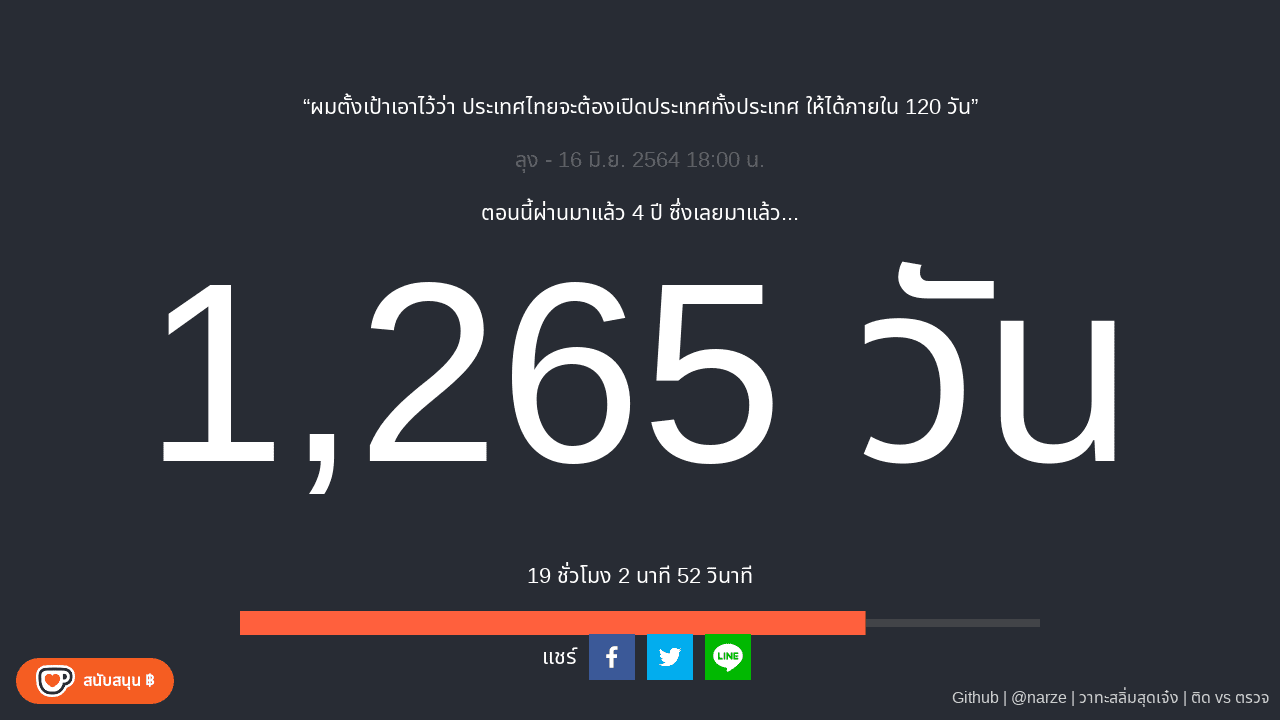 “ผมตั้งเป้าเอาไว้ว่า ประเทศไทยจะต้องเปิดประเทศทั้งประเทศ ให้ได้ภายใน 120 วัน”
ลุง - 16 มิ.ย. 2564 18:00 น.
ตอนนี้ผ่านมาแล้ว 4 ปี ซึ่งเลยมาแล้ว...
1,265 วัน
19 ชั่วโมง 2 นาที 52 วินาที
แชร์
LINE
สนับสนุน ฿
Github | @narze | วาทะสลิ่มสุดเจ๋ง | ติด vs ตรวจ